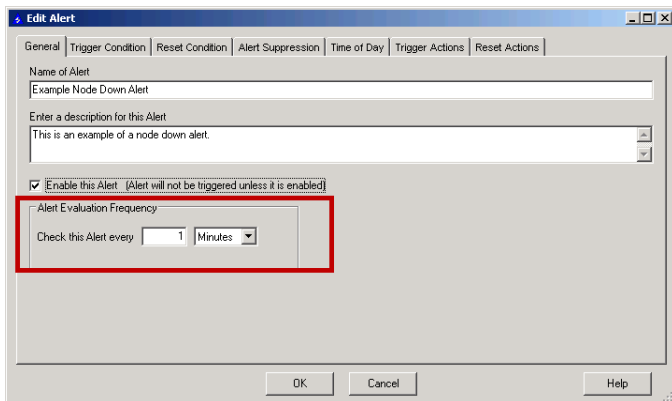 Edit Alert
General Trigger Condition Reset Condition Alert Suppression Time of Day Trigger Actions Reset Actions
Name of Alert
Example Node Down Alert
Enter a description for this Alert
This is an example of a node down alert.
Enable this Alert (Alert will not be triggered unless it is enabled)
Alert Evaluation Frequency
Check this Alert every 1 Minutes
OK Cancel Help